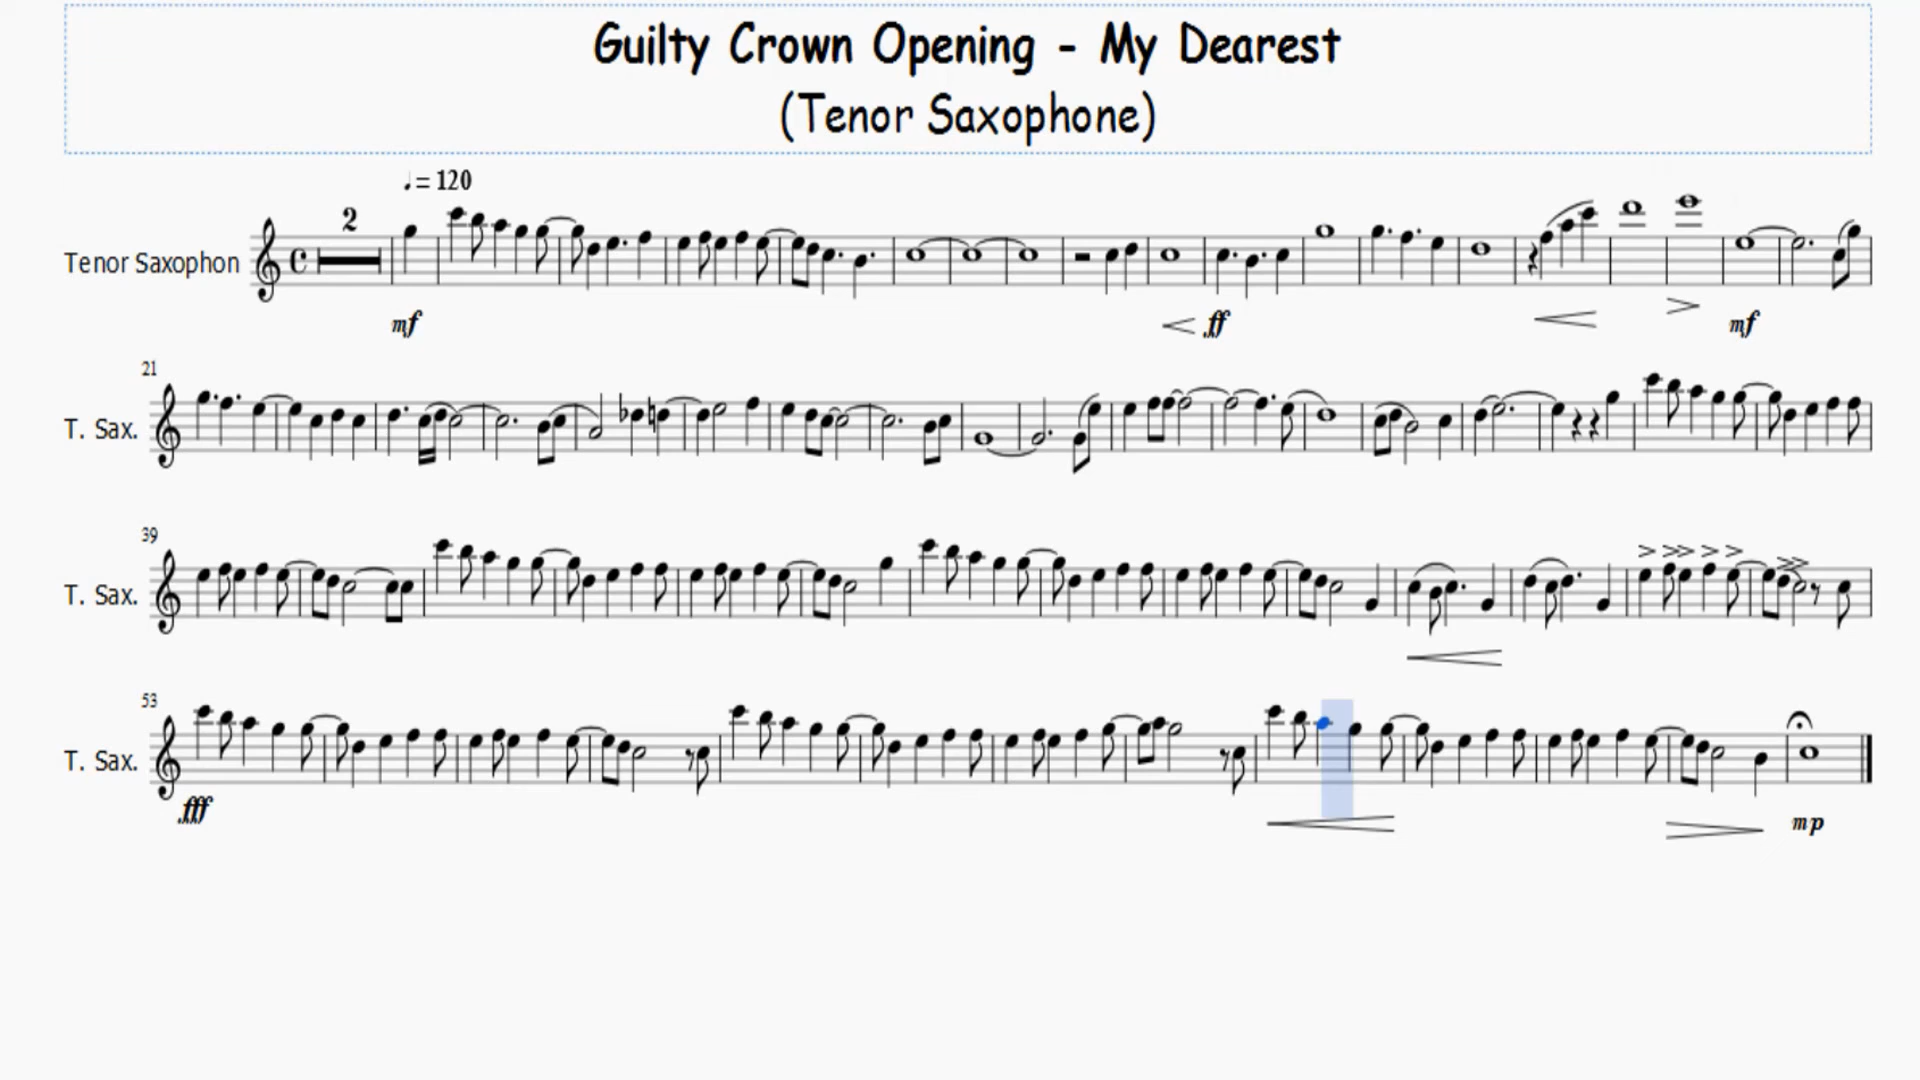 Guilty Crown Opening - My Dearest
(Tenor Saxophone)
♩= 120
2
Tenor Saxophon
mf
ff
mf
21
T. Sax.
39
T. Sax.
53
T. Sax.
fff
mp